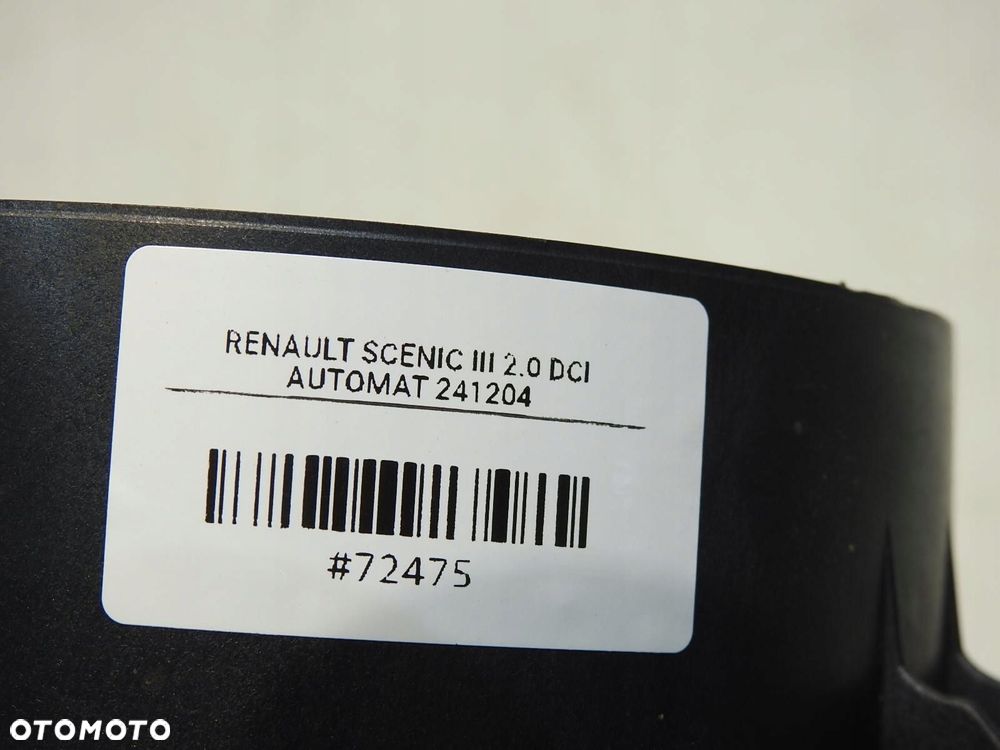 RENAULT SCENIC III 2.0 DCI
AUTOMAT 241204
#72475
OTOMOTO